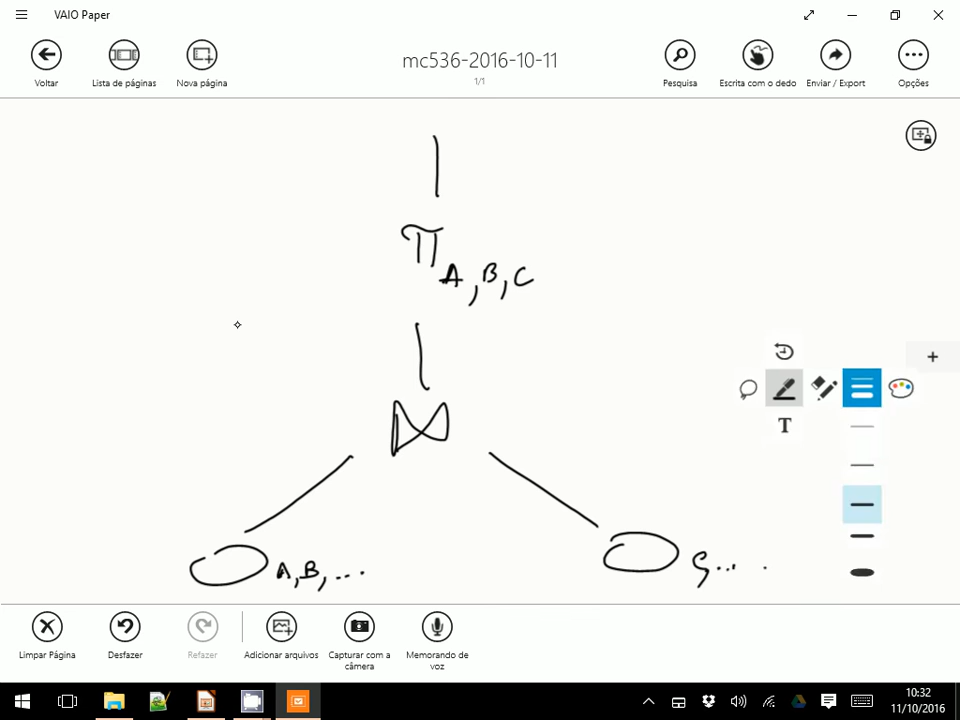 VAIO Paper
Voltar
Lista de páginas
Nova página
mc536-2016-10-11
1/1
Pesquisa
Escrita com o dedo
Enviar / Export
Opções
π A, B, C
⋈
A, B, ...
T
Limpar Página
Desfazer
Refazer
Adicionar arquivos
Capturar com a
câmera
Memorando de
voz
10:32
11/10/2016